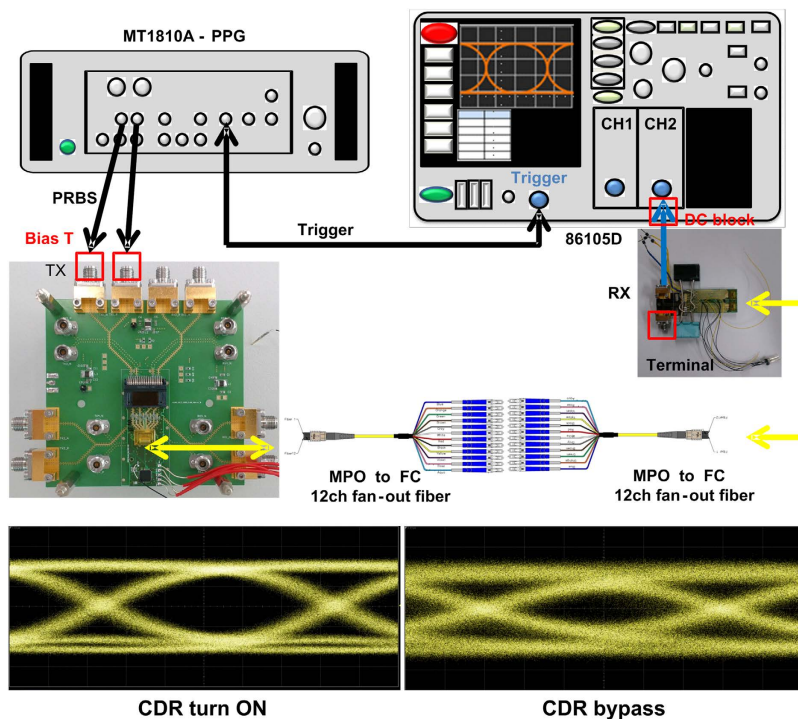 MT1810A - PPG
CH1
CH2
Trigger
PRBS
Trigger
86105D
DC block
Bias T
TX
RX
Terminal
MPO to FC
12ch fan-out fiber
MPO to FC
12ch fan-out fiber
CDR turn ON
CDR bypass